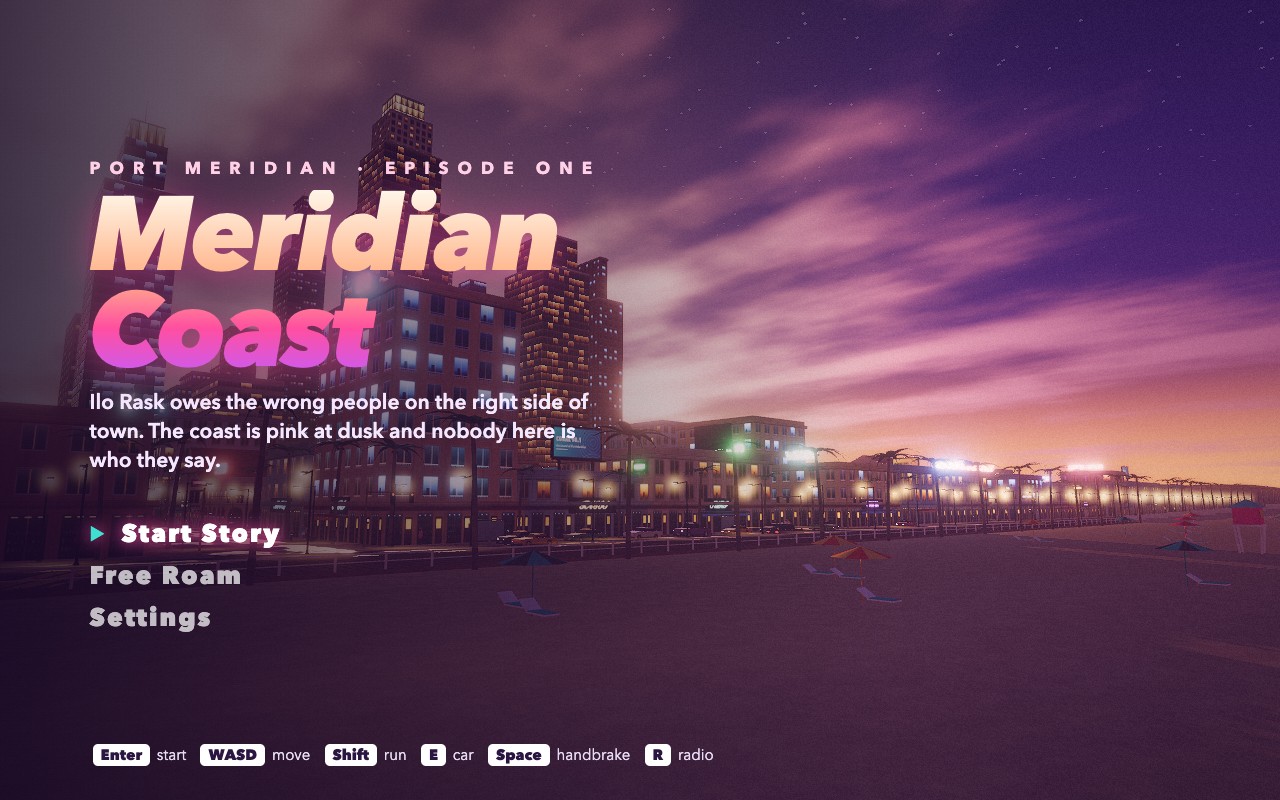 PORT MERIDIAN · EPISODE ONE
Meridian
Coast
Ilo Rask owes the wrong people on the right side of
town. The coast is pink at dusk and nobody here is
who they say.
Start Story
Free Roam
Settings
Enter start WASD move Shift run E car Space handbrake R radio